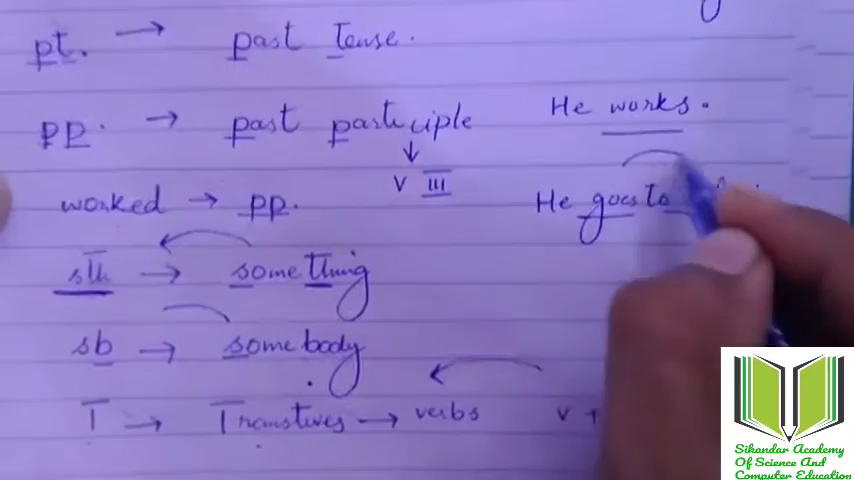 pt. → past tense.
pp. → past participle
He works.
↓
V III
worked → pp.
He goes to
sth → something
sb → somebody
T → Transtives → verbs
V +
Sikandar Academy
Of Science And
Computer Education